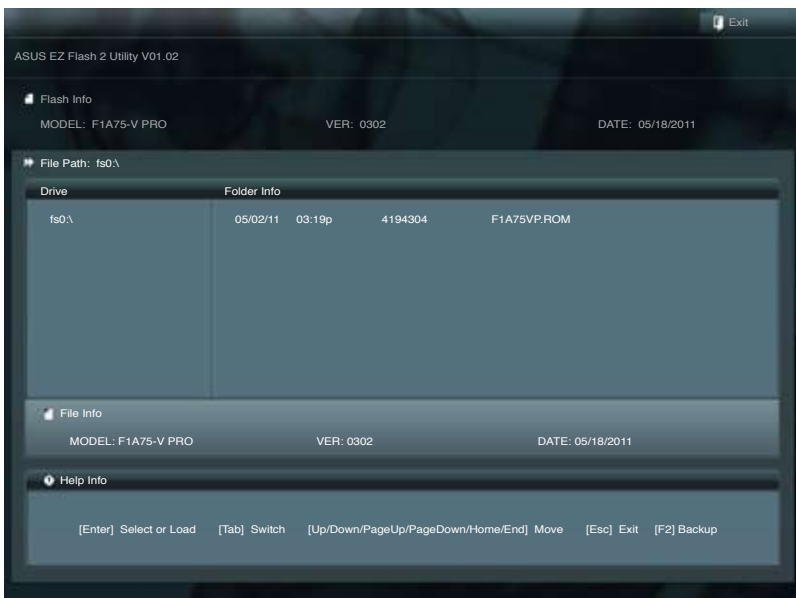 Exit
ASUS EZ Flash 2 Utility V01.02
Flash Info
MODEL: F1A75-V PRO VER: 0302 DATE: 05/18/2011
File Path: fs0:\
Drive Folder Info
fs0:\ 05/02/11 03:19p 4194304 F1A75VP.ROM
File Info
MODEL: F1A75-V PRO VER: 0302 DATE: 05/18/2011
Help Info
[Enter] Select or Load [Tab] Switch [Up/Down/PageUp/PageDown/Home/End] Move [Esc] Exit [F2] Backup